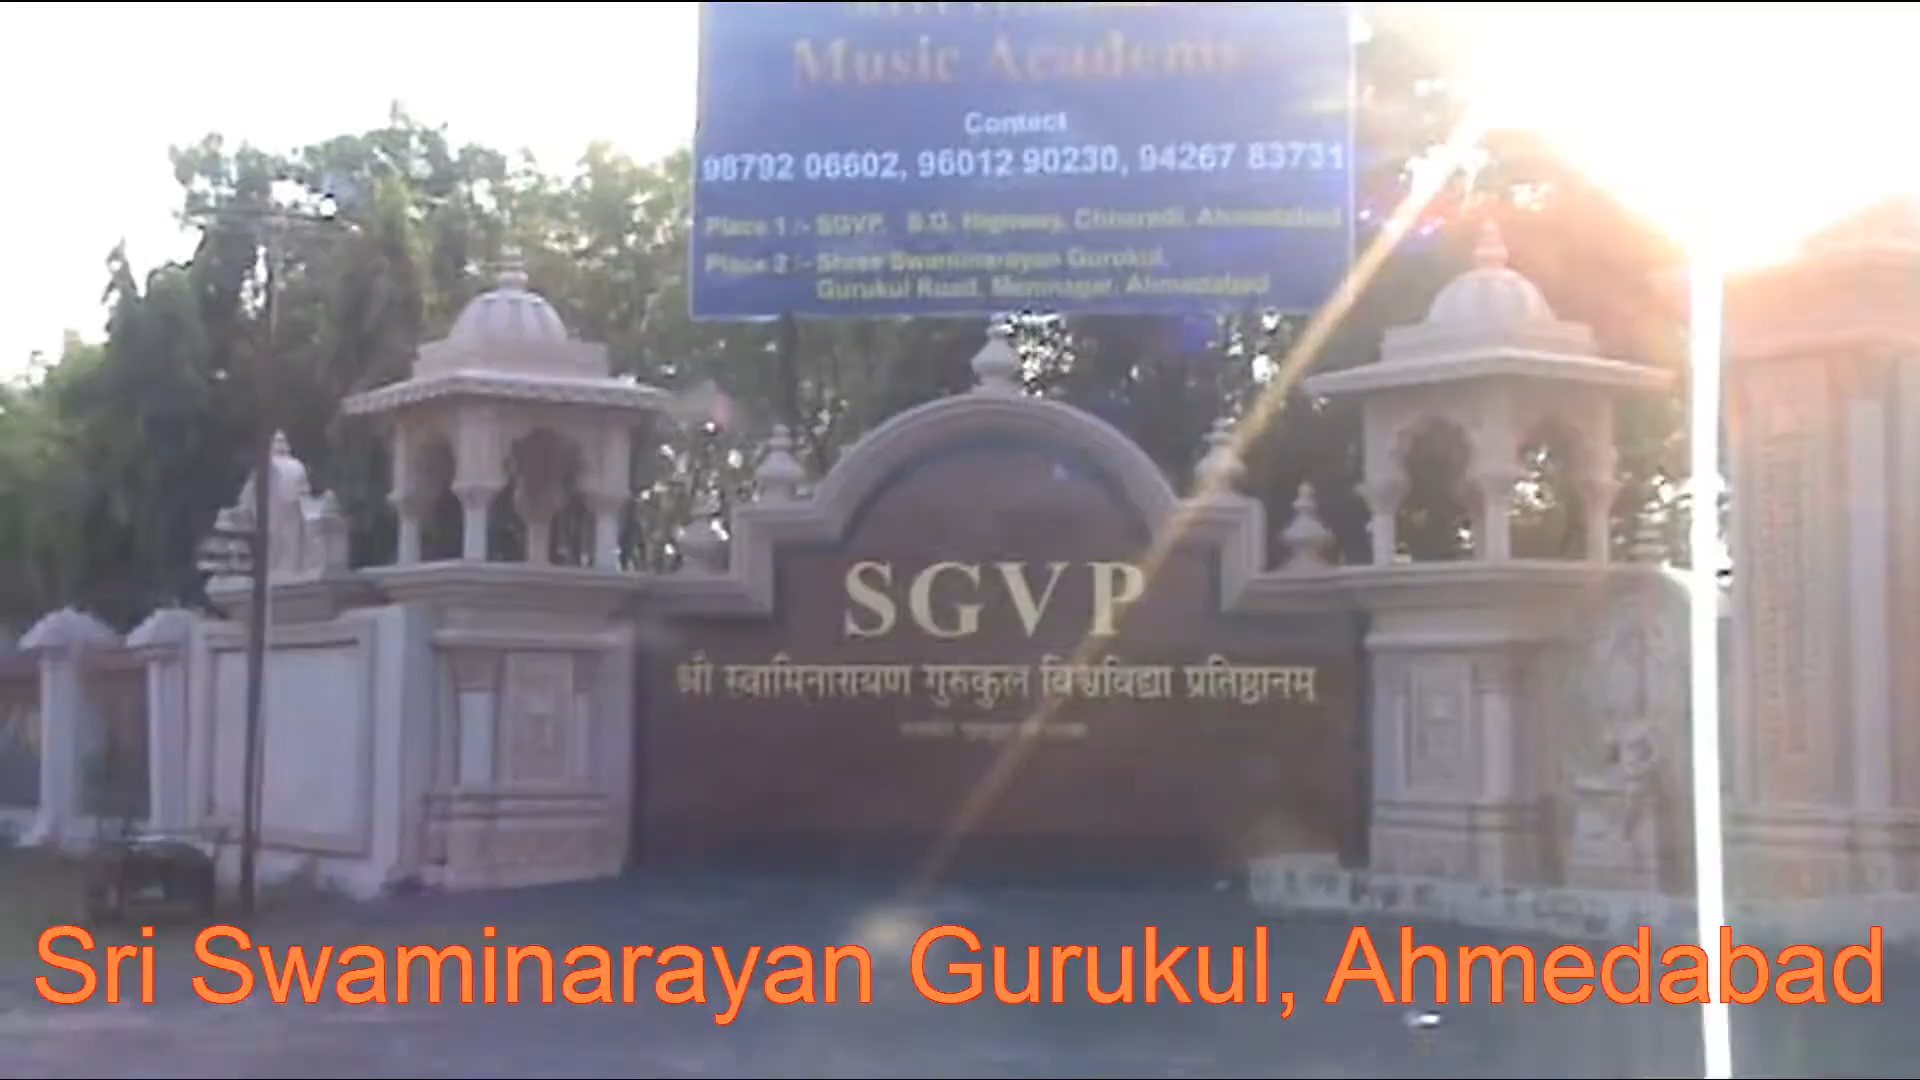 Music Academy
Contact
98792 06602, 96012 90230, 94267 83731
Place 1 :- SGVP, S.G. Highway, Chharodi, Ahmedabad
Place 2 :- Shree Swaminarayan Gurukul,
Gurukul Road, Memnagar, Ahmedabad
SGVP
श्री स्वामिनारायण गुरुकुल विश्वविद्या प्रतिष्ठानम्
Sri Swaminarayan Gurukul, Ahmedabad